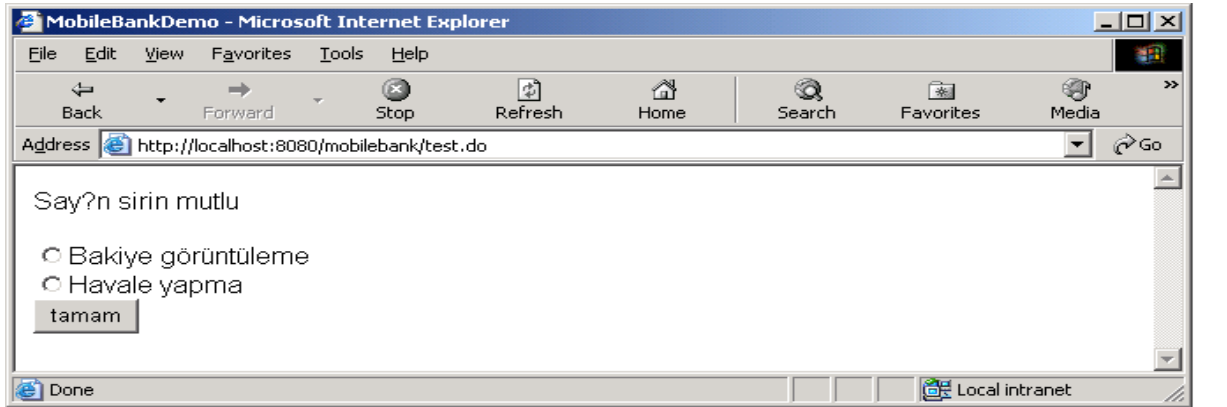 MobileBankDemo - Microsoft Internet Explorer
File Edit View Favorites Tools Help
Back Forward Stop Refresh Home Search Favorites Media »
Address http://localhost:8080/mobilebank/test.do Go
Say?n sirin mutlu
Bakiye görüntüleme
Havale yapma
tamam
Done Local intranet